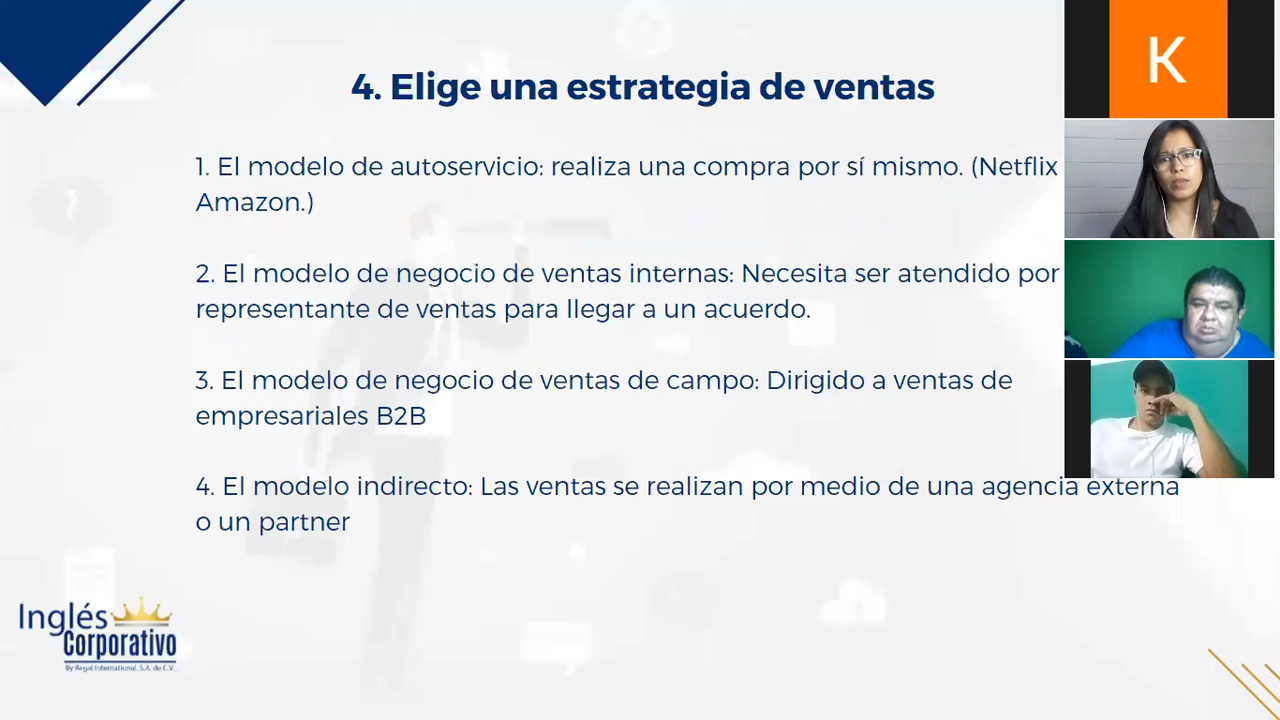 4. Elige una estrategia de ventas
1. El modelo de autoservicio: realiza una compra por sí mismo. (Netflix
Amazon.)
2. El modelo de negocio de ventas internas: Necesita ser atendido por
representante de ventas para llegar a un acuerdo.
3. El modelo de negocio de ventas de campo: Dirigido a ventas de
empresariales B2B
4. El modelo indirecto: Las ventas se realizan por medio de una agencia externa
o un partner
K
Inglés
Corporativo
By Regal International, S.A. de C.V.